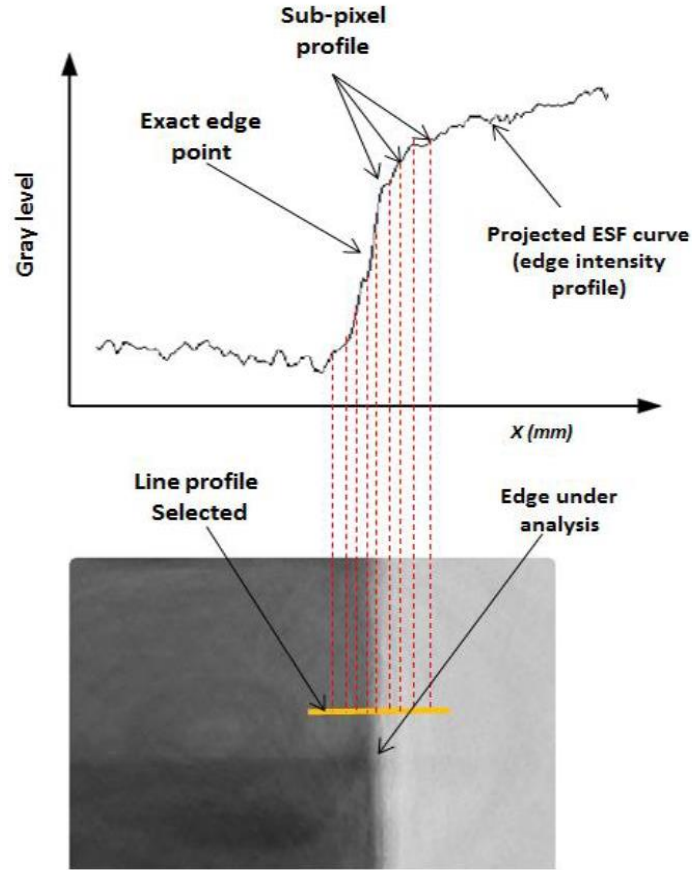 Sub-pixel
profile
Exact edge
point
Gray level
Projected ESF curve
(edge intensity
profile)
X (mm)
Line profile
Selected
Edge under
analysis